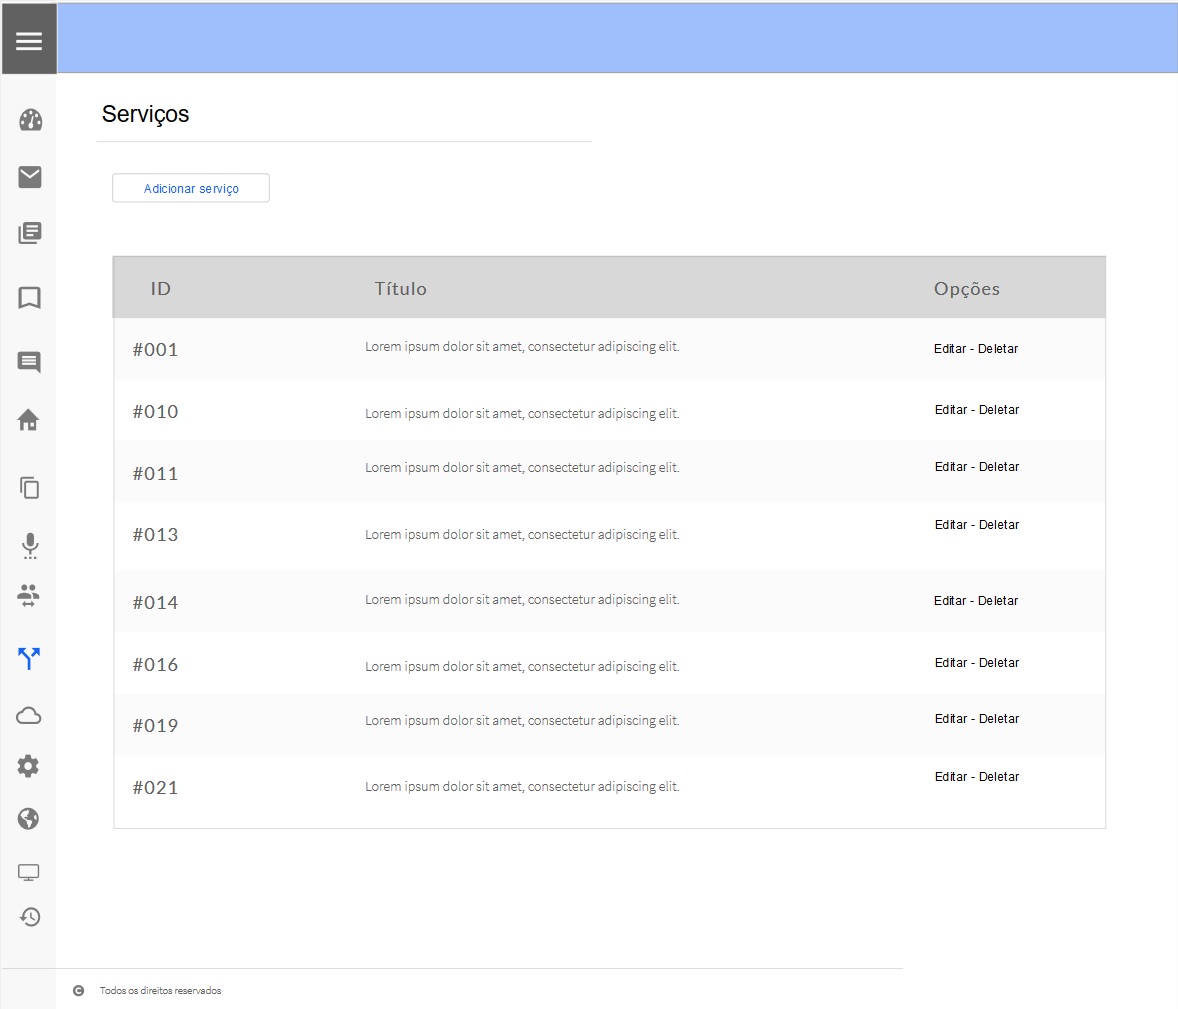 Serviços
Adicionar serviço
ID Título Opções
#001 Lorem ipsum dolor sit amet, consectetur adipiscing elit. Editar - Deletar
#010 Lorem ipsum dolor sit amet, consectetur adipiscing elit. Editar - Deletar
#011 Lorem ipsum dolor sit amet, consectetur adipiscing elit. Editar - Deletar
#013 Lorem ipsum dolor sit amet, consectetur adipiscing elit. Editar - Deletar
#014 Lorem ipsum dolor sit amet, consectetur adipiscing elit. Editar - Deletar
#016 Lorem ipsum dolor sit amet, consectetur adipiscing elit. Editar - Deletar
#019 Lorem ipsum dolor sit amet, consectetur adipiscing elit. Editar - Deletar
#021 Lorem ipsum dolor sit amet, consectetur adipiscing elit. Editar - Deletar
© Todos os direitos reservados